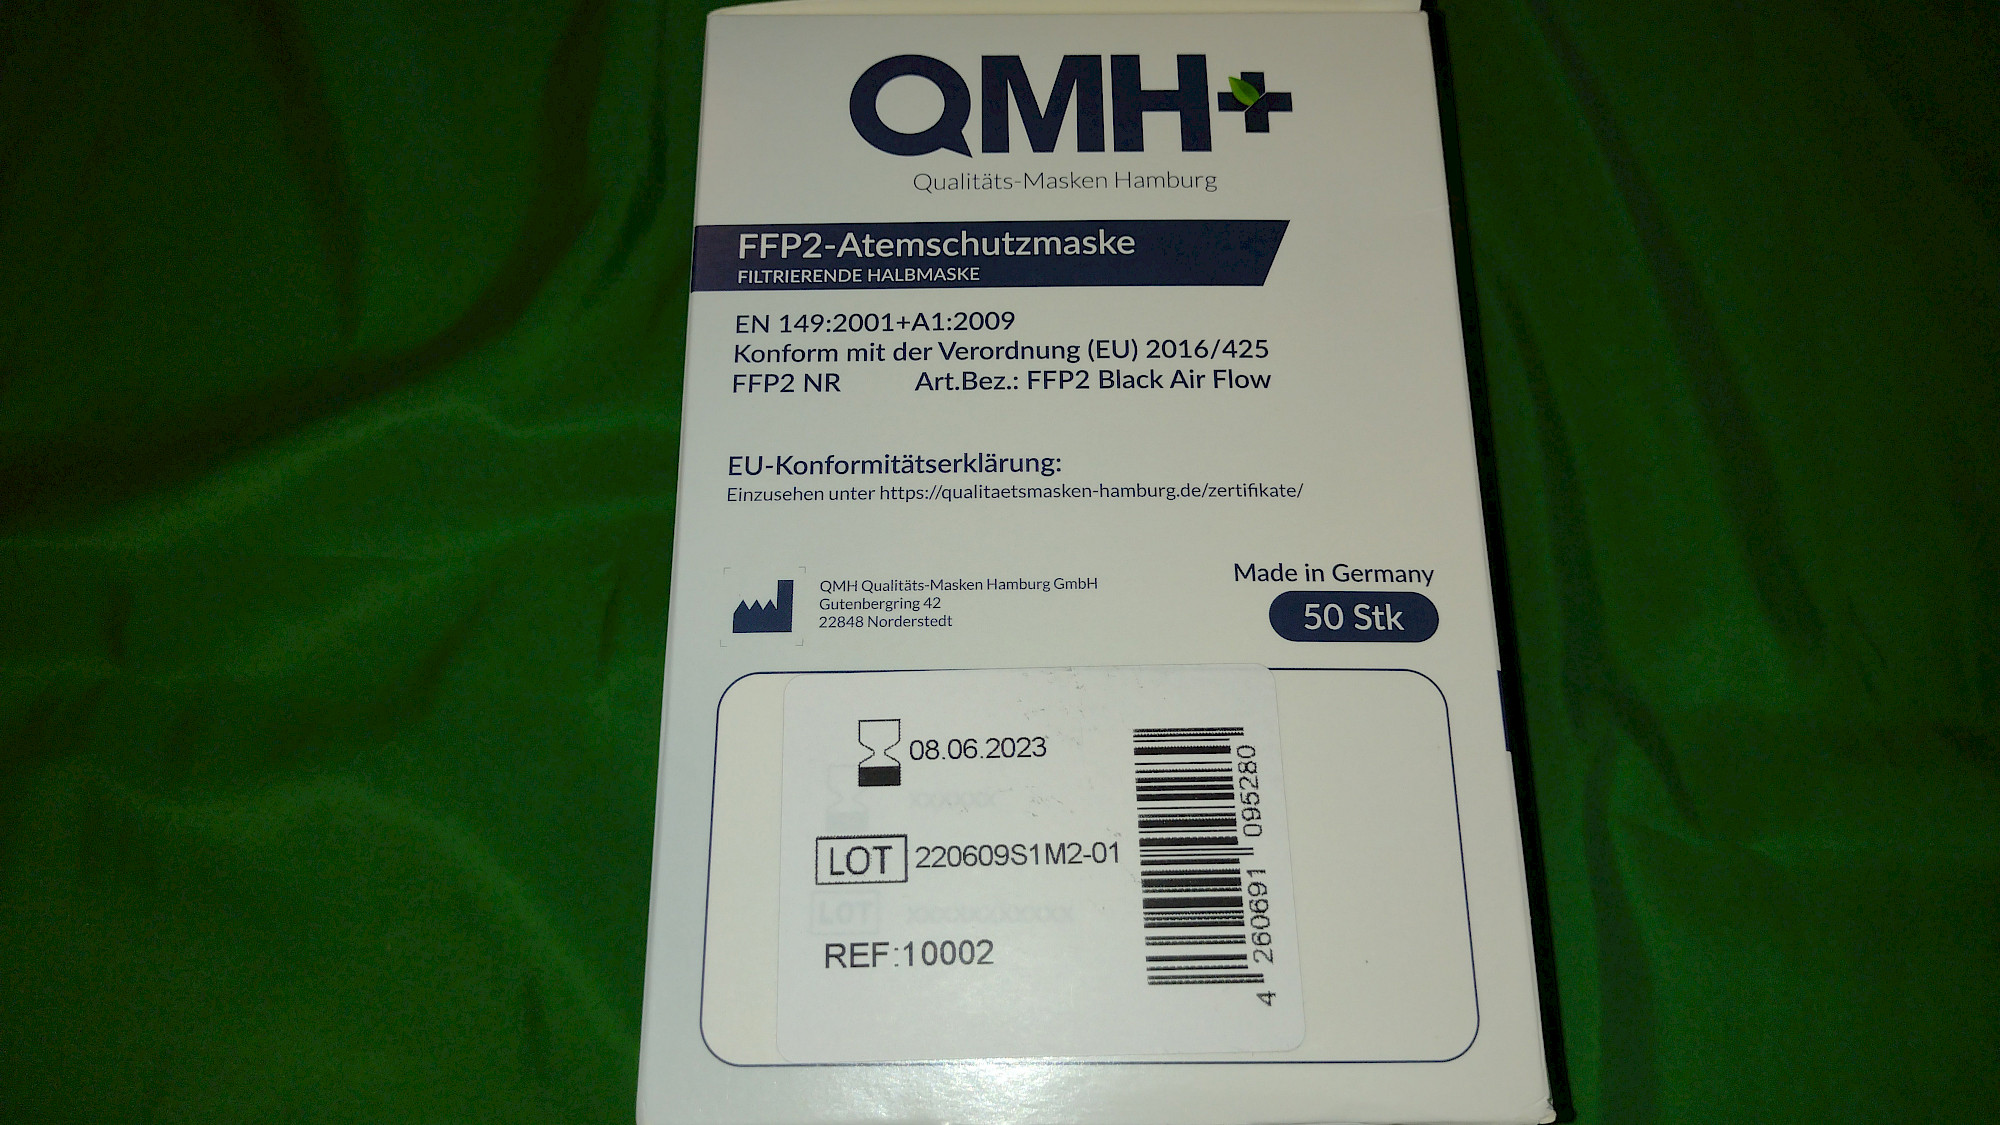 QMH+
Qualitäts-Masken Hamburg
FFP2-Atemschutzmaske
FILTRIERENDE HALBMASKE
EN 149:2001+A1:2009
Konform mit der Verordnung (EU) 2016/425
FFP2 NR Art.Bez.: FFP2 Black Air Flow
EU-Konformitätserklärung:
Einzusehen unter https://qualitaetsmasken-hamburg.de/zertifikate/
QMH Qualitäts-Masken Hamburg GmbH
Gutenbergring 42
22848 Norderstedt
Made in Germany
50 Stk
08.06.2023
LOT 220609S1M2-01
REF:10002
4 260691 095280